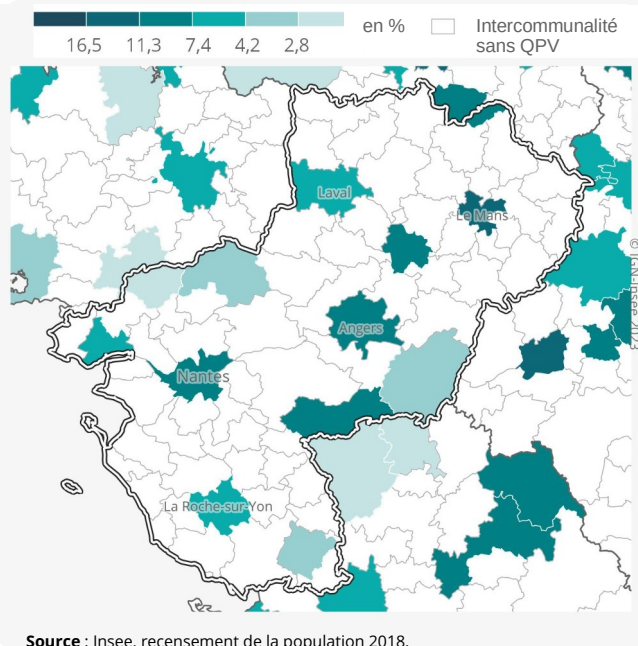 en %
Intercommunalité
sans QPV
16,5 11,3 7,4 4,2 2,8
Laval
Le Mans
Angers
Nantes
La Roche-sur-Yon
© IGN-Insee 2023
Source : Insee, recensement de la population 2018.